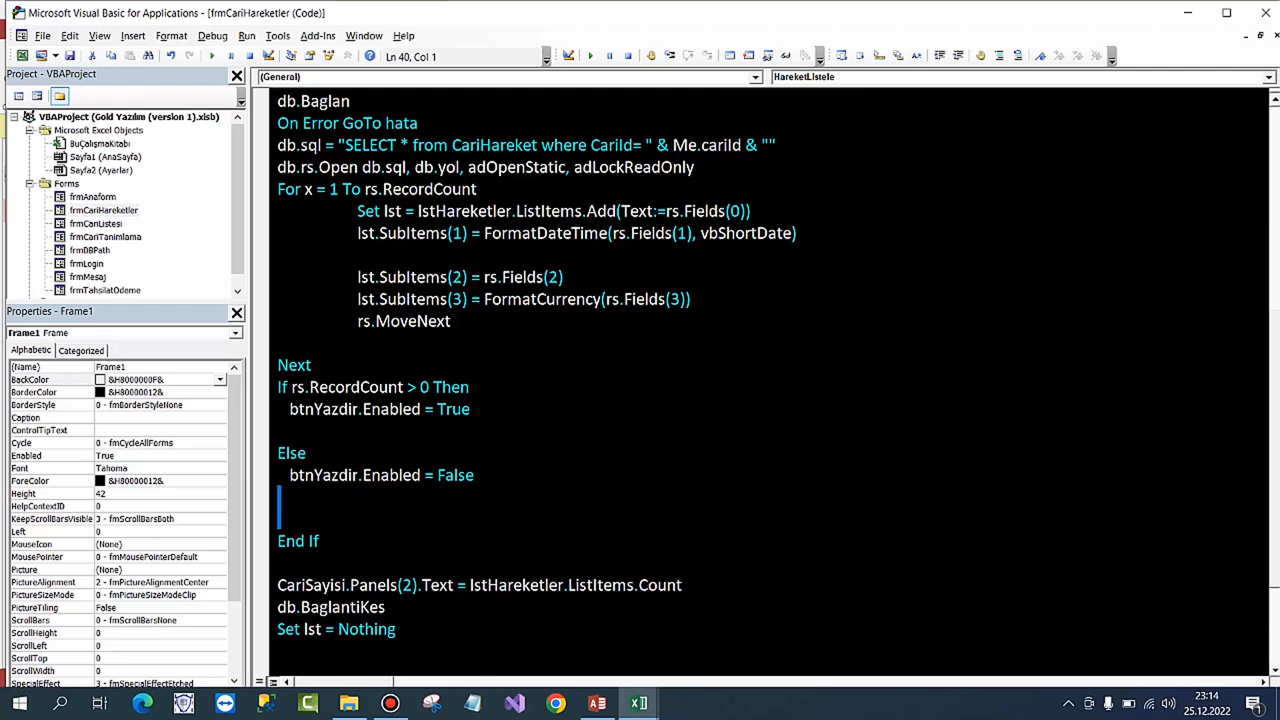 Microsoft Visual Basic for Applications - [frmCariHareketler (Code)]
File Edit View Insert Format Debug Run Tools Add-Ins Window Help
Ln 40, Col 1
Project - VBAProject
(General)
HareketListele
VBAProject (Gold Yazılım (version 1).xlsb)
Microsoft Excel Objects
BuÇalışmaKitabı
Sayfa1 (AnaSayfa)
Sayfa2 (Ayarlar)
Forms
frmAnaform
frmCariHareketler
frmCariListesi
frmCariTanimlama
frmDBPath
frmLogin
frmMesaj
frmTahsilatOdeme
Properties - Frame1
Frame1 Frame
Alphabetic Categorized
(Name) Frame1
BackColor &H8000000F&
BorderColor &H80000012&
BorderStyle 0 - fmBorderStyleNone
Caption
ControlTipText
Cycle 0 - fmCycleAllForms
Enabled True
Font Tahoma
ForeColor &H80000012&
Height 42
HelpContextID 0
KeepScrollBarsVisible 3 - fmScrollBarsBoth
Left 0
MouseIcon (None)
MousePointer 0 - fmMousePointerDefault
Picture (None)
PictureAlignment 2 - fmPictureAlignmentCenter
PictureSizeMode 0 - fmPictureSizeModeClip
PictureTiling False
ScrollBars 0 - fmScrollBarsNone
ScrollHeight 0
ScrollLeft 0
ScrollTop 0
ScrollWidth 0
SpecialEffect 3 - fmSpecialEffectEtched
db.Baglan
On Error GoTo hata
db.sql = "SELECT * from CariHareket where CariId= " & Me.cariId & ""
db.rs.Open db.sql, db.yol, adOpenStatic, adLockReadOnly
For x = 1 To rs.RecordCount
Set lst = lstHareketler.ListItems.Add(Text:=rs.Fields(0))
lst.SubItems(1) = FormatDateTime(rs.Fields(1), vbShortDate)
lst.SubItems(2) = rs.Fields(2)
lst.SubItems(3) = FormatCurrency(rs.Fields(3))
rs.MoveNext
Next
If rs.RecordCount > 0 Then
btnYazdir.Enabled = True
Else
btnYazdir.Enabled = False
End If
CariSayisi.Panels(2).Text = lstHareketler.ListItems.Count
db.BaglantiKes
Set lst = Nothing
23:14
25.12.2022